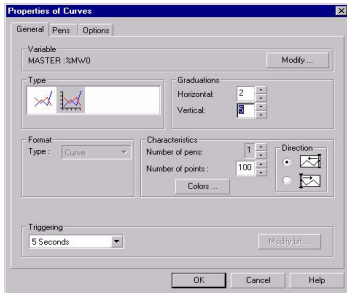 Properties of Curves
General Pens Options
Variable
MASTER :%MW0
Modify ...
Type
Graduations
Horizontal: 2
Vertical: 5
Format
Type : Curve
Characteristics
Number of pens: 1
Number of points : 100
Colors ...
Direction
Triggering
5 Seconds
Modify bit ...
OK Cancel Help